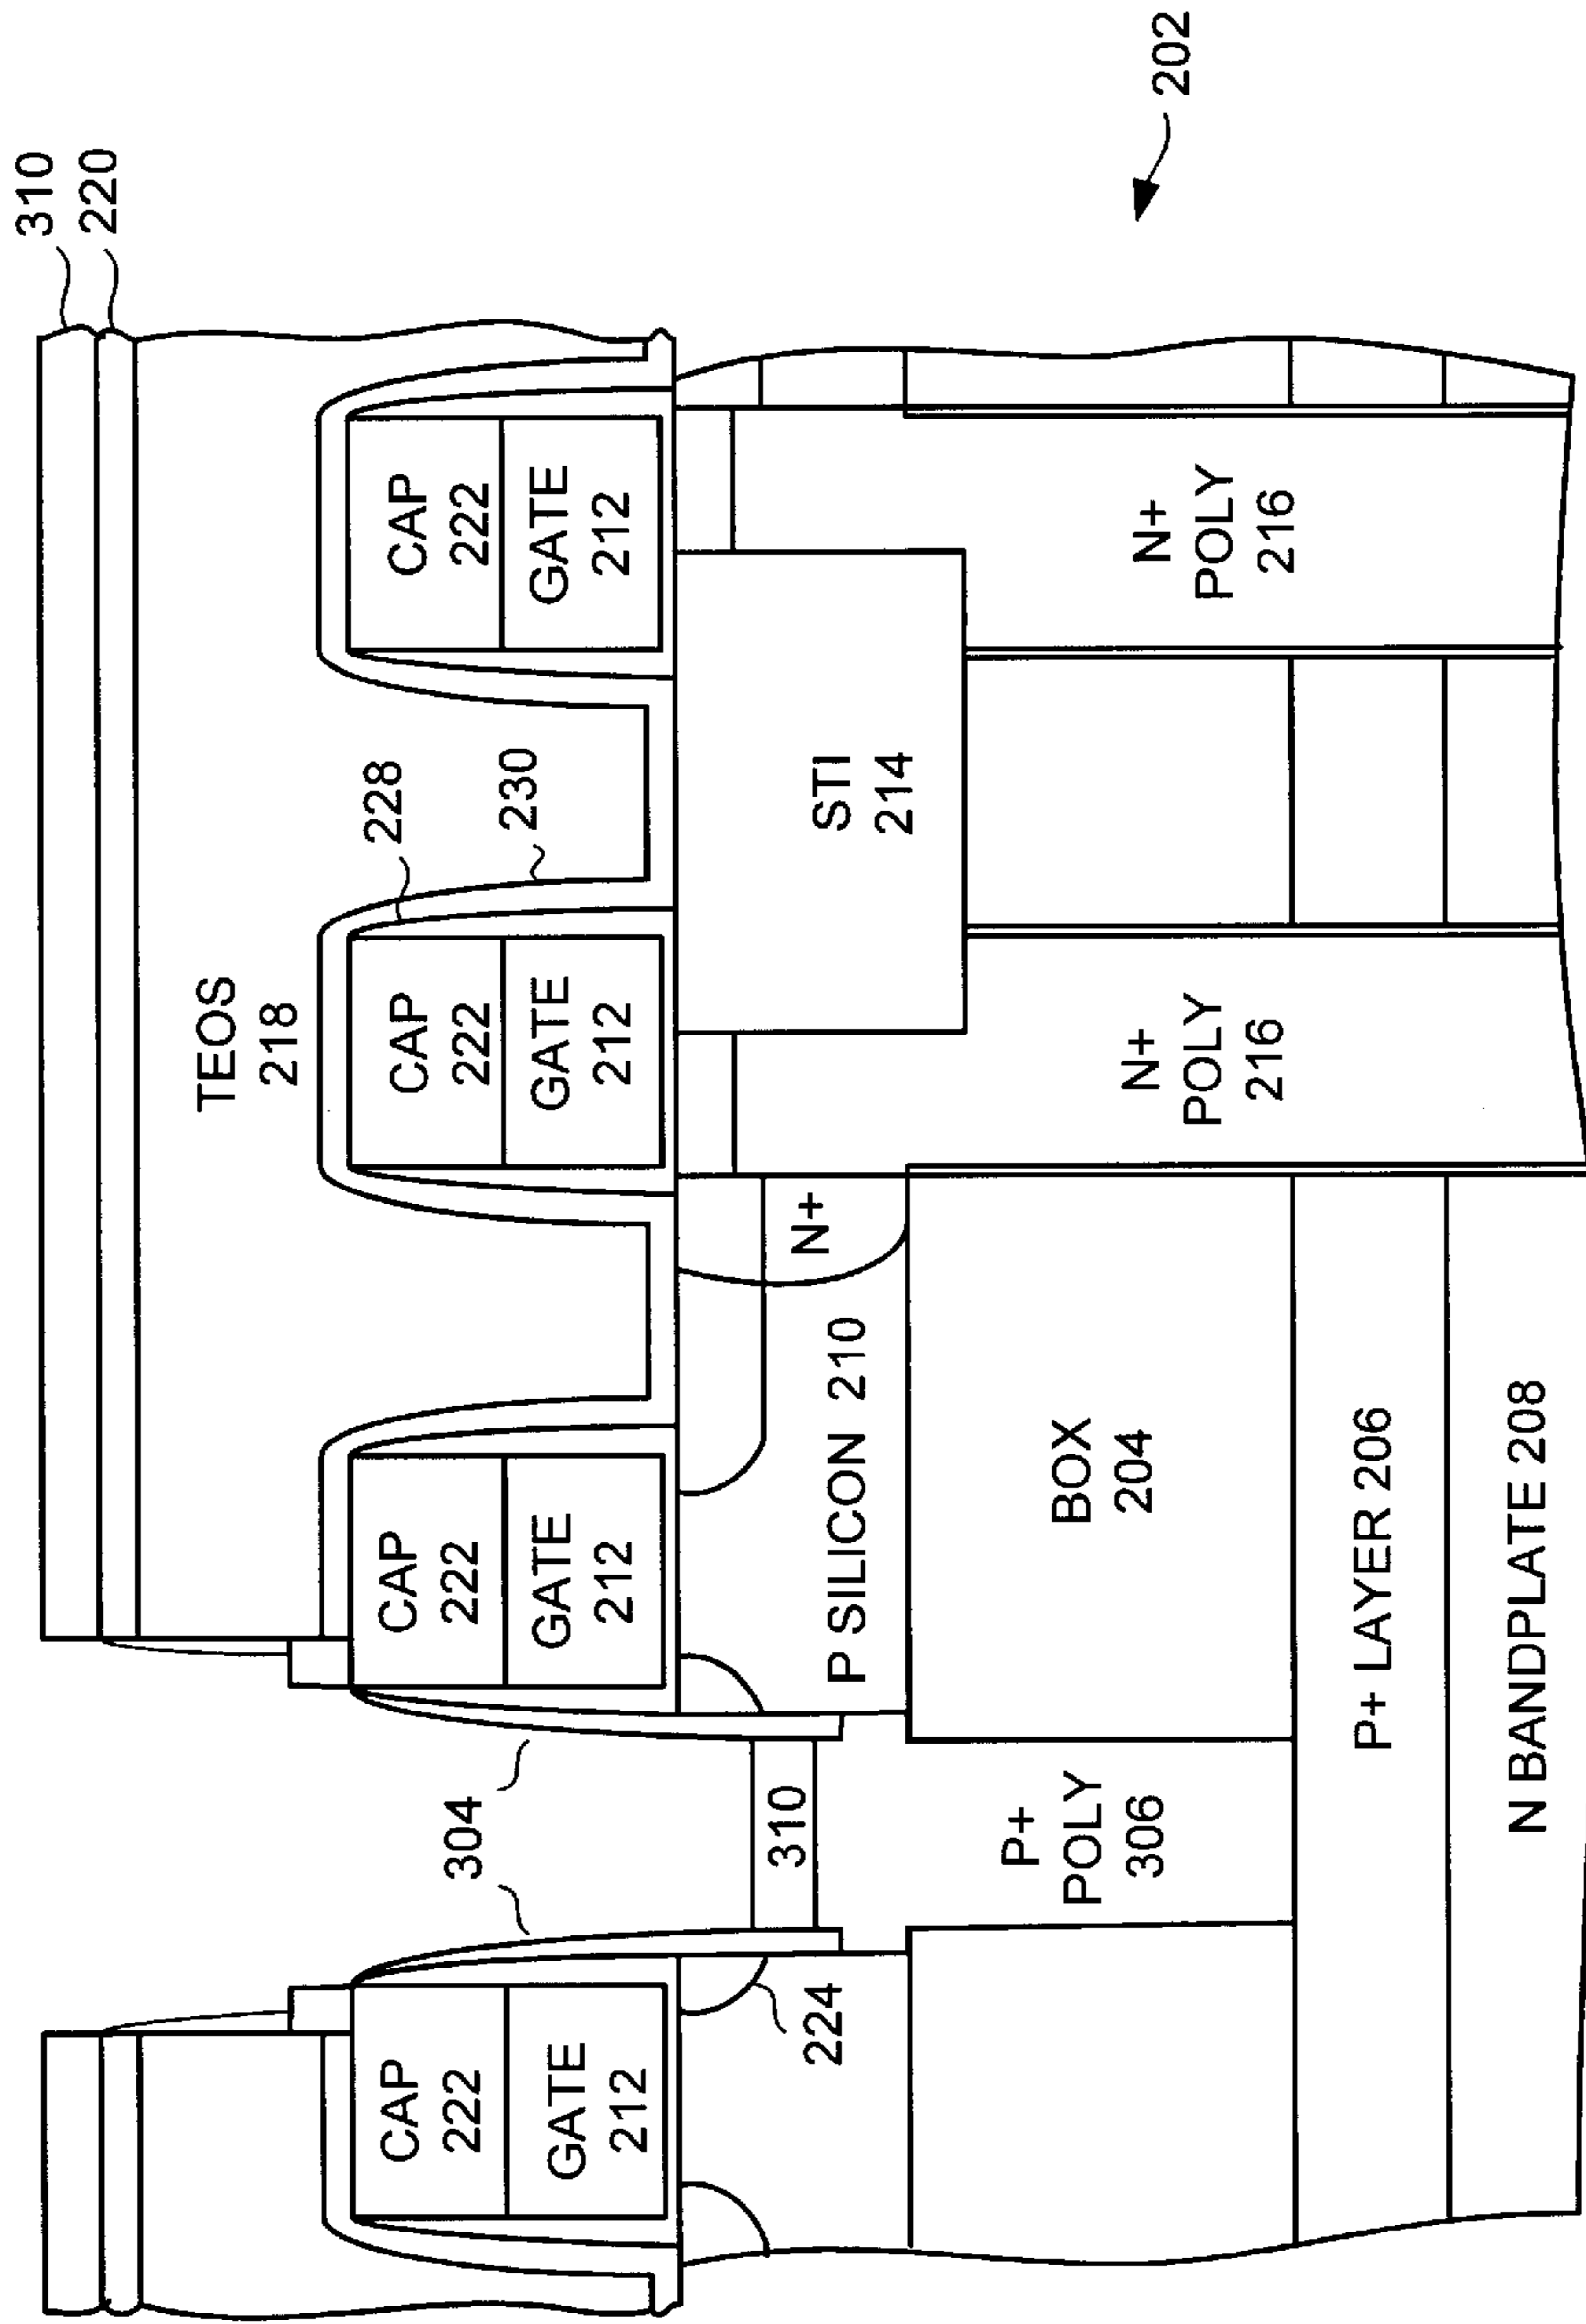 310
220
TEOS
218
228
230
304
CAP
222
GATE
212
CAP
222
GATE
212
CAP
222
GATE
212
CAP
222
GATE
212
224
310
P SILICON 210
N+
STI
214
P+
POLY
306
BOX
204
N+
POLY
216
N+
POLY
216
P+ LAYER 206
N BANDPLATE 208
202